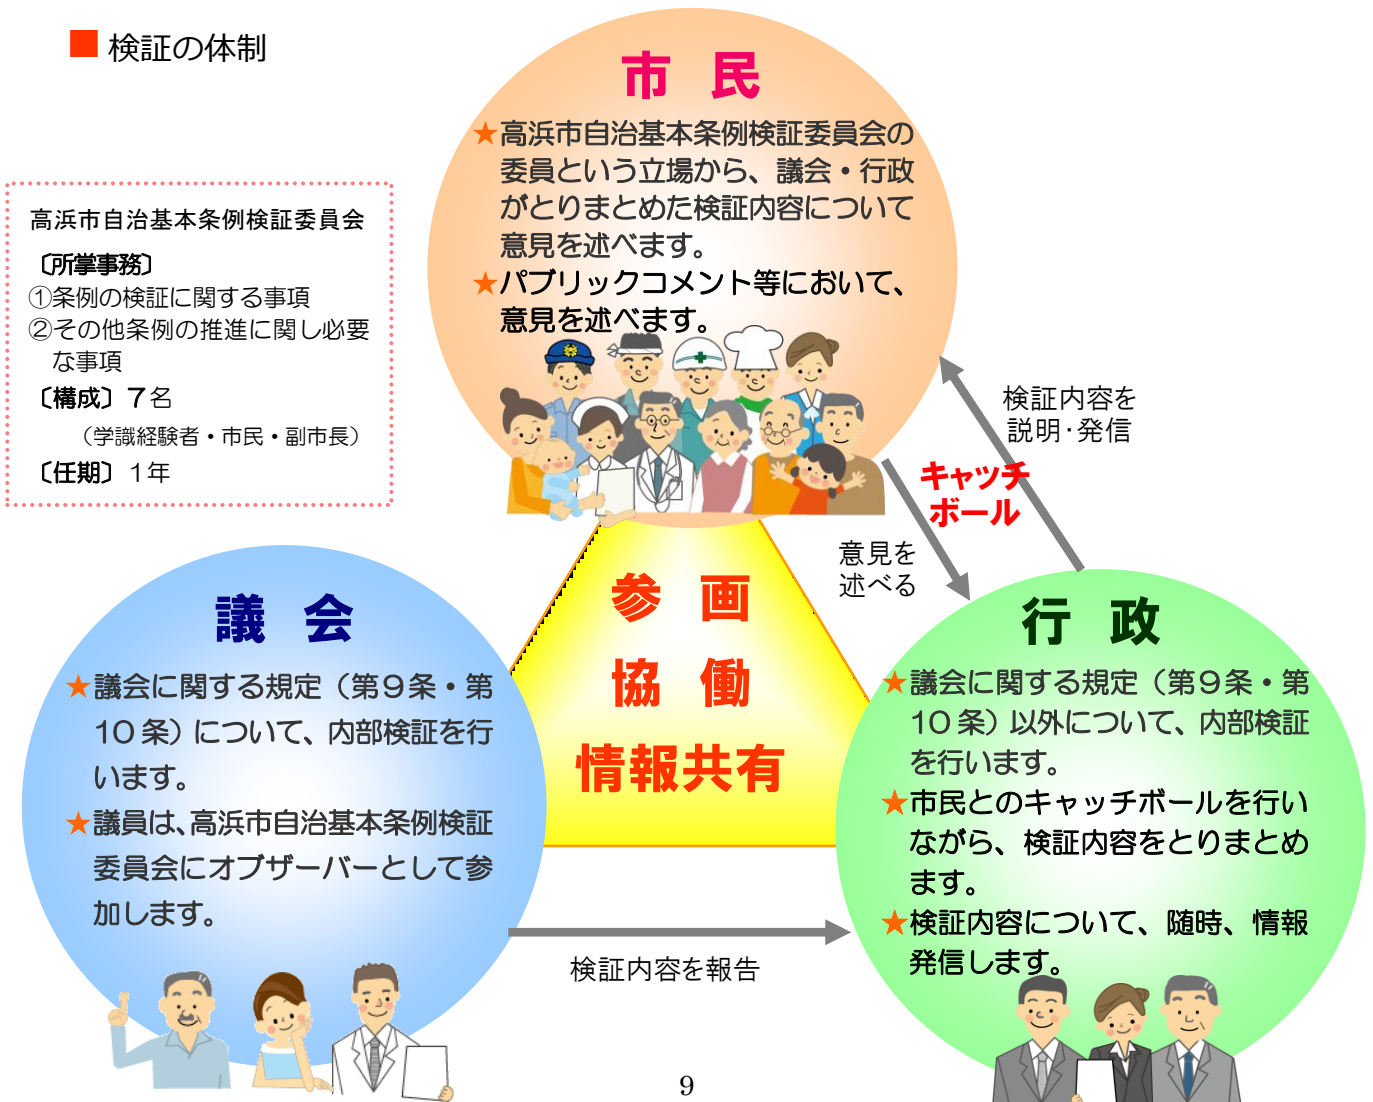 ■ 検証の体制
市 民
★高浜市自治基本条例検証委員会の
委員という立場から、議会・行政
がとりまとめた検証内容について
意見を述べます。
★パブリックコメント等において、
意見を述べます。
高浜市自治基本条例検証委員会
〔所掌事務〕
①条例の検証に関する事項
②その他条例の推進に関し必要
な事項
〔構成〕７名
（学識経験者・市民・副市長）
〔任期〕１年
検証内容を
説明・発信
キャッチ
ボール
意見を
述べる
参 画
協 働
情報共有
議 会
★議会に関する規定（第９条・第
10 条）について、内部検証を行
います。
★議員は、高浜市自治基本条例検証
委員会にオブザーバーとして参
加します。
行 政
★議会に関する規定（第９条・第
10 条）以外について、内部検証
を行います。
★市民とのキャッチボールを行い
ながら、検証内容をとりまとめ
ます。
★検証内容について、随時、情報
発信します。
検証内容を報告
9